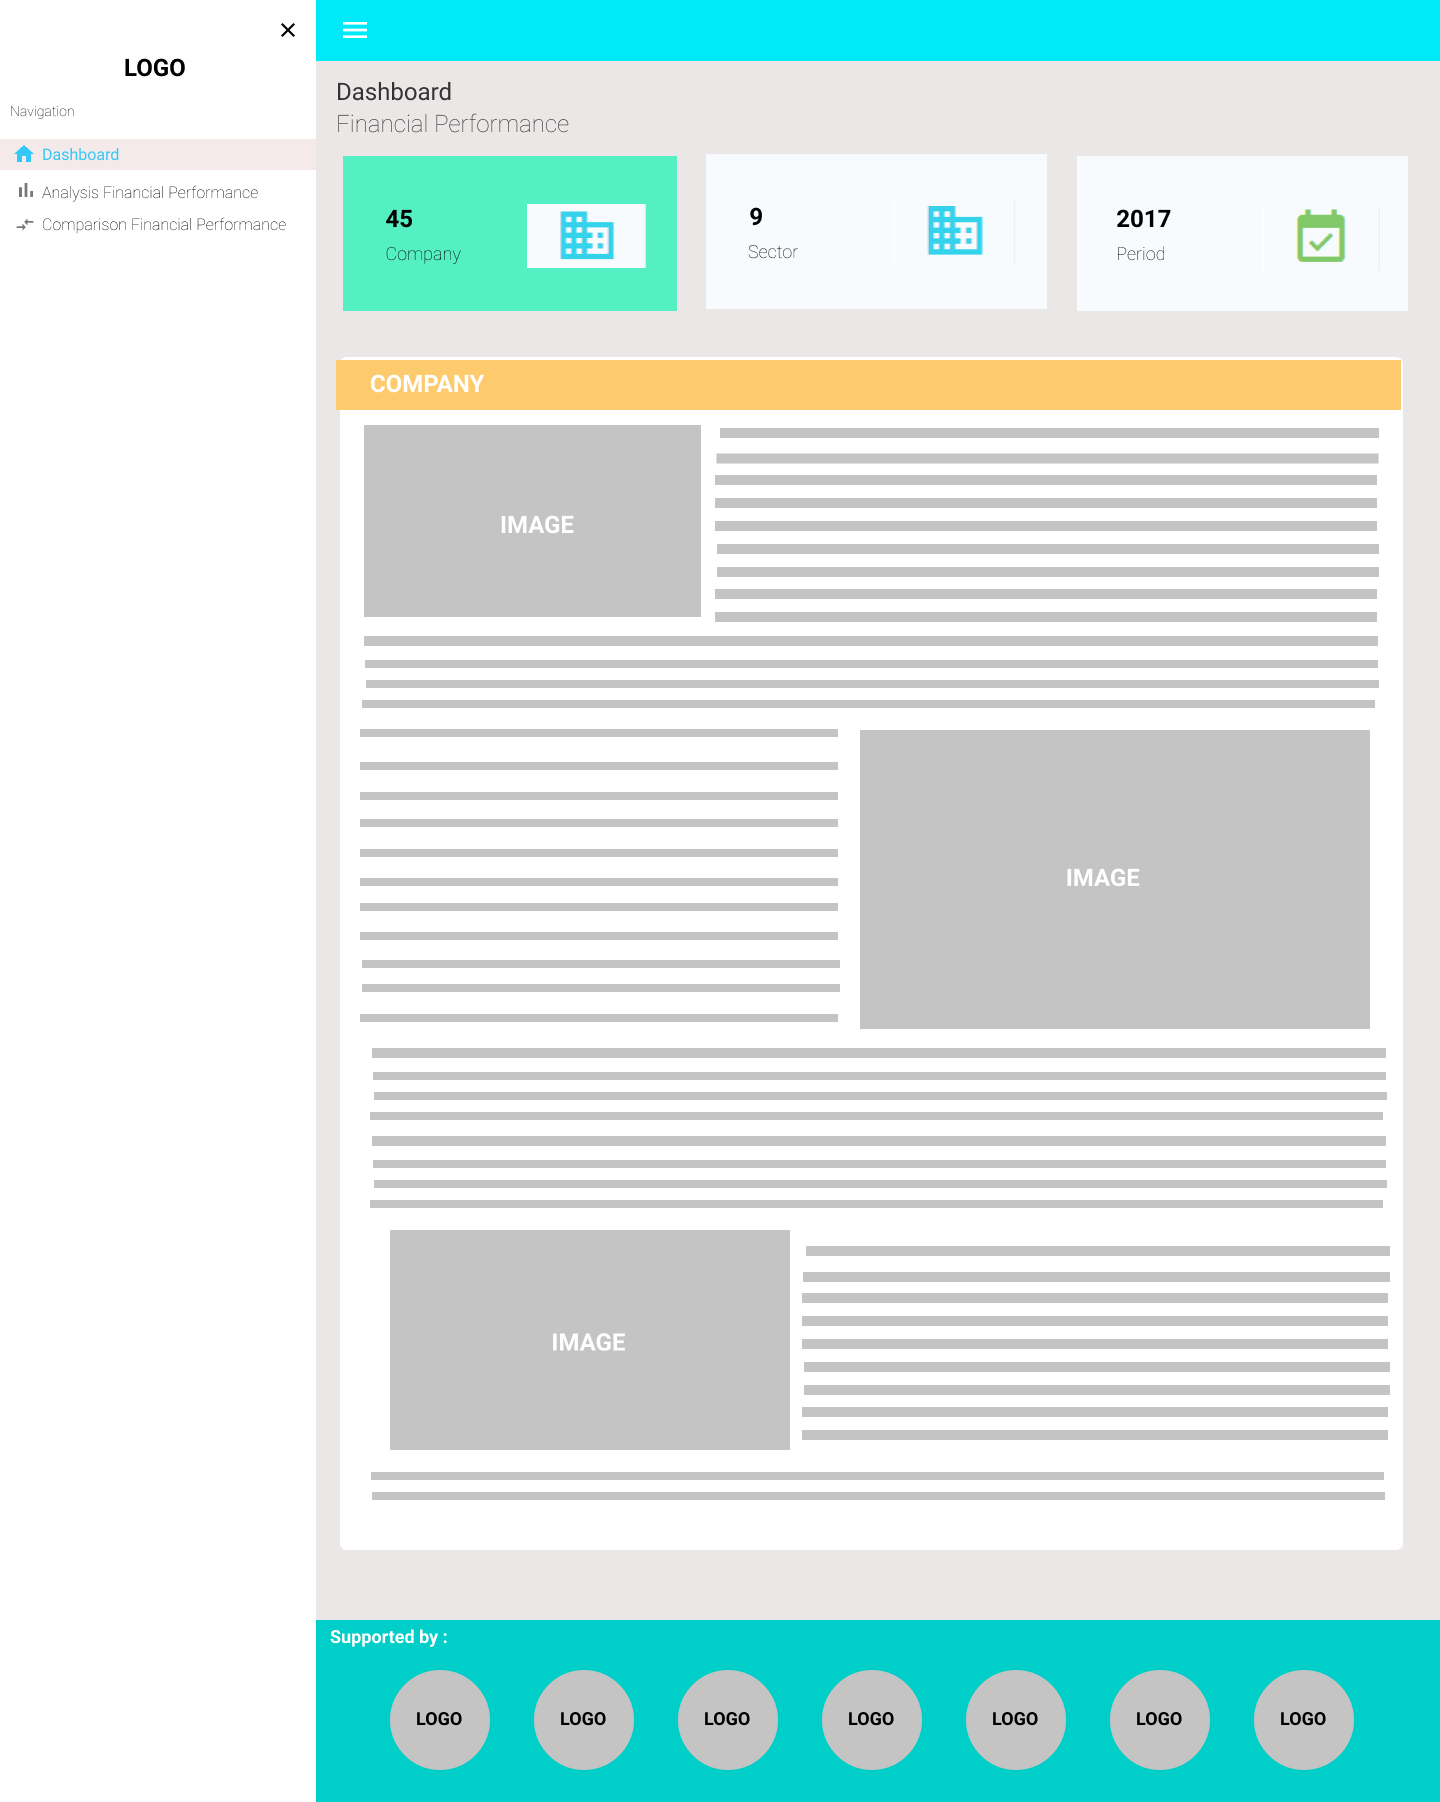 LOGO
Navigation
Dashboard
Analysis Financial Performance
Comparison Financial Performance
Dashboard
Financial Performance
45
Company
9
Sector
2017
Period
COMPANY
IMAGE
IMAGE
IMAGE
Supported by :
LOGO
LOGO
LOGO
LOGO
LOGO
LOGO
LOGO